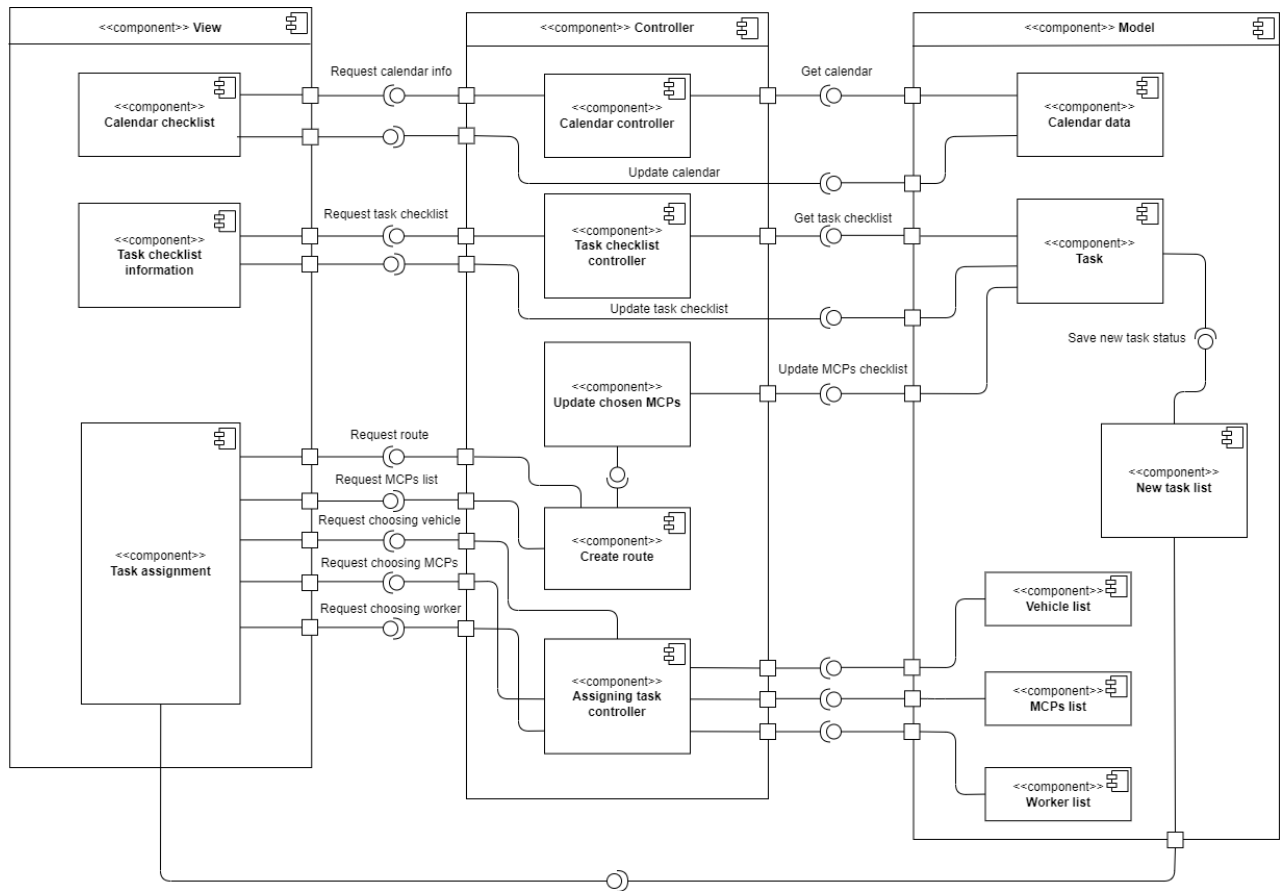 <<component>> View
<<component>> Controller
<<component>> Model
Request calendar info
Get calendar
<<component>>
Calendar checklist
<<component>>
Calendar controller
<<component>>
Calendar data
Update calendar
Request task checklist
Get task checklist
<<component>>
Task checklist
information
<<component>>
Task checklist
controller
<<component>>
Task
Update task checklist
Save new task status
Update MCPs checklist
<<component>>
Update chosen MCPs
Request route
Request MCPs list
Request choosing vehicle
Request choosing MCPs
Request choosing worker
<<component>>
Task assignment
<<component>>
Create route
<<component>>
New task list
<<component>>
Assigning task
controller
<<component>>
Vehicle list
<<component>>
MCPs list
<<component>>
Worker list